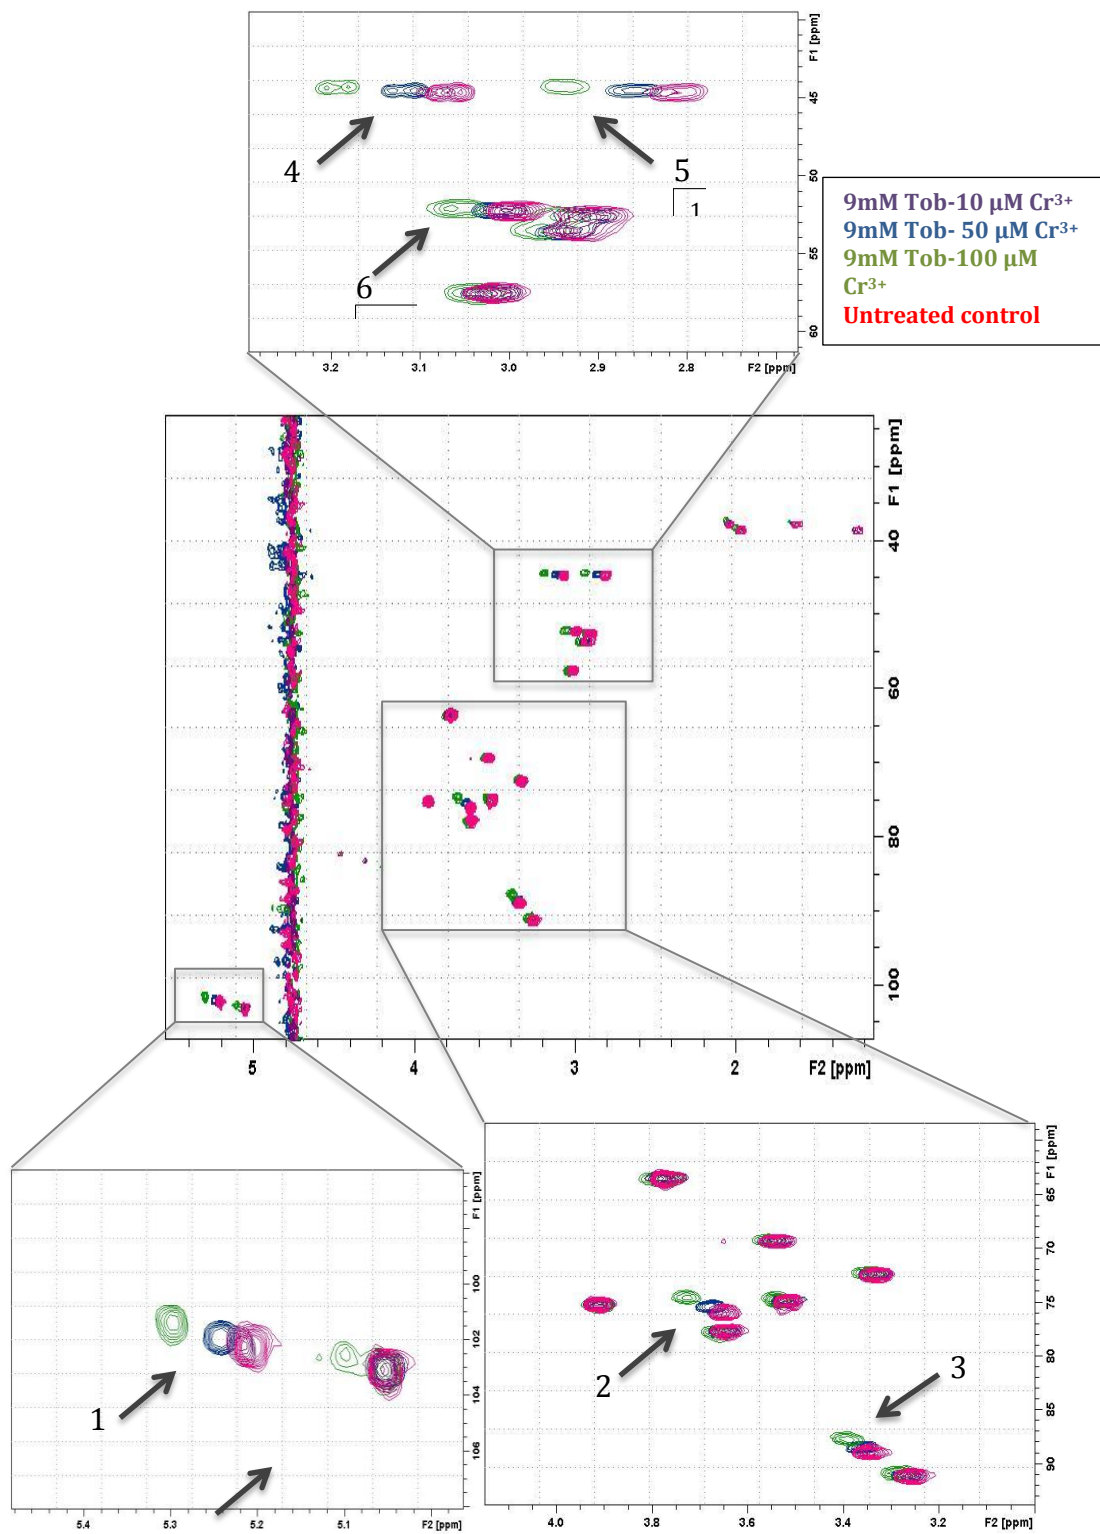 F1 [ppm]
45
50
55
60
4
5
1
6
3.2 3.1 3.0 2.9 2.8 F2 [ppm]
9mM Tob-10 μM Cr³⁺
9mM Tob- 50 μM Cr³⁺
9mM Tob-100 μM
Cr³⁺
Untreated control
F1 [ppm]
40
60
80
100
5 4 3 2 F2 [ppm]
F1 [ppm]
100
102
104
106
1
5.4 5.3 5.2 5.1 F2 [ppm]
F1 [ppm]
65
70
75
80
85
90
2
3
4.0 3.8 3.6 3.4 3.2 F2 [ppm]